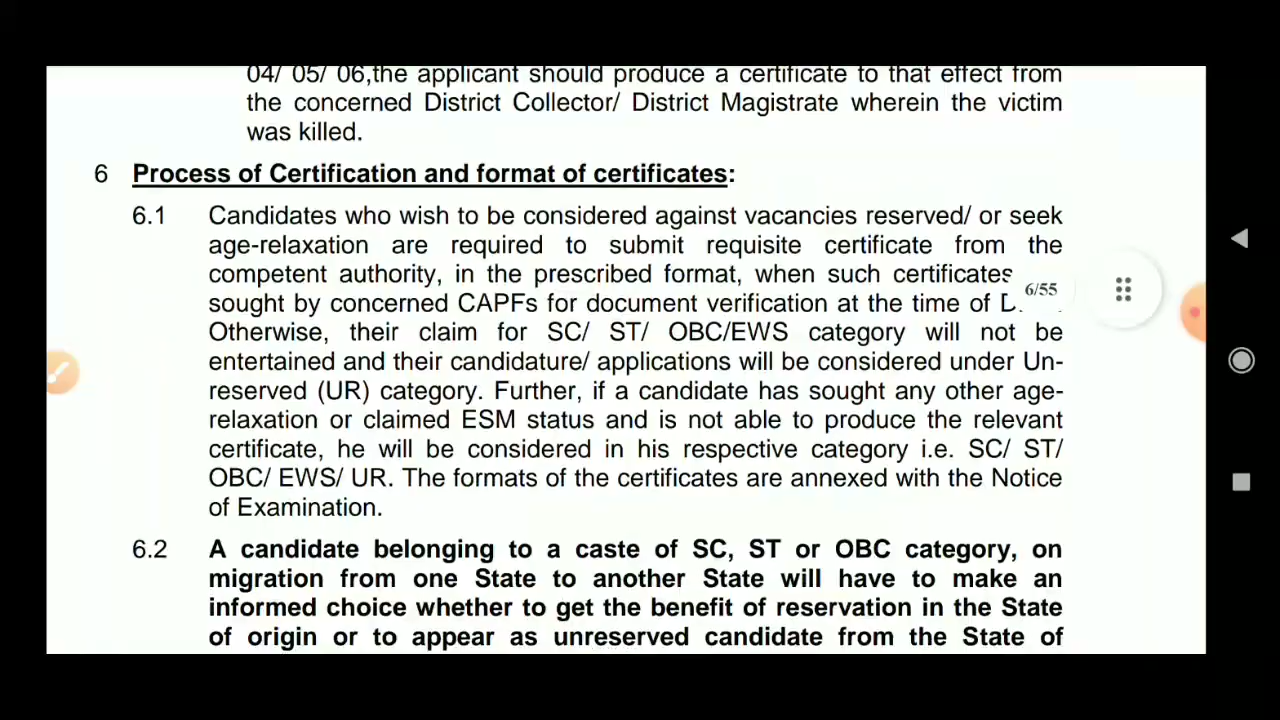 04/ 05/ 06,the applicant should produce a certificate to that effect from
the concerned District Collector/ District Magistrate wherein the victim
was killed.
6 Process of Certification and format of certificates:
6.1 Candidates who wish to be considered against vacancies reserved/ or seek
age-relaxation are required to submit requisite certificate from the
competent authority, in the prescribed format, when such certificates
sought by concerned CAPFs for document verification at the time of
6/55
Otherwise, their claim for SC/ ST/ OBC/EWS category will not be
entertained and their candidature/ applications will be considered under Un-
reserved (UR) category. Further, if a candidate has sought any other age-
relaxation or claimed ESM status and is not able to produce the relevant
certificate, he will be considered in his respective category i.e. SC/ ST/
OBC/ EWS/ UR. The formats of the certificates are annexed with the Notice
of Examination.
6.2 A candidate belonging to a caste of SC, ST or OBC category, on
migration from one State to another State will have to make an
informed choice whether to get the benefit of reservation in the State
of origin or to appear as unreserved candidate from the State of